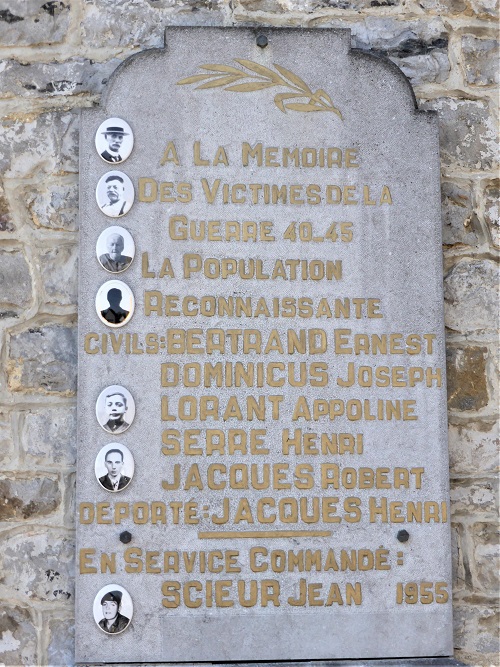 A LA MEMOIRE
DES VICTIMES DE LA
GUERRE 40-45
LA POPULATION
RECONNAISSANTE
CIVILS: BERTRAND ERNEST
DOMINICUS JOSEPH
LORANT APPOLINE
SERRE HENRI
JACQUES ROBERT
DEPORTÉ: JACQUES HENRI
EN SERVICE COMMANDÉ:
SCIEUR JEAN 1955